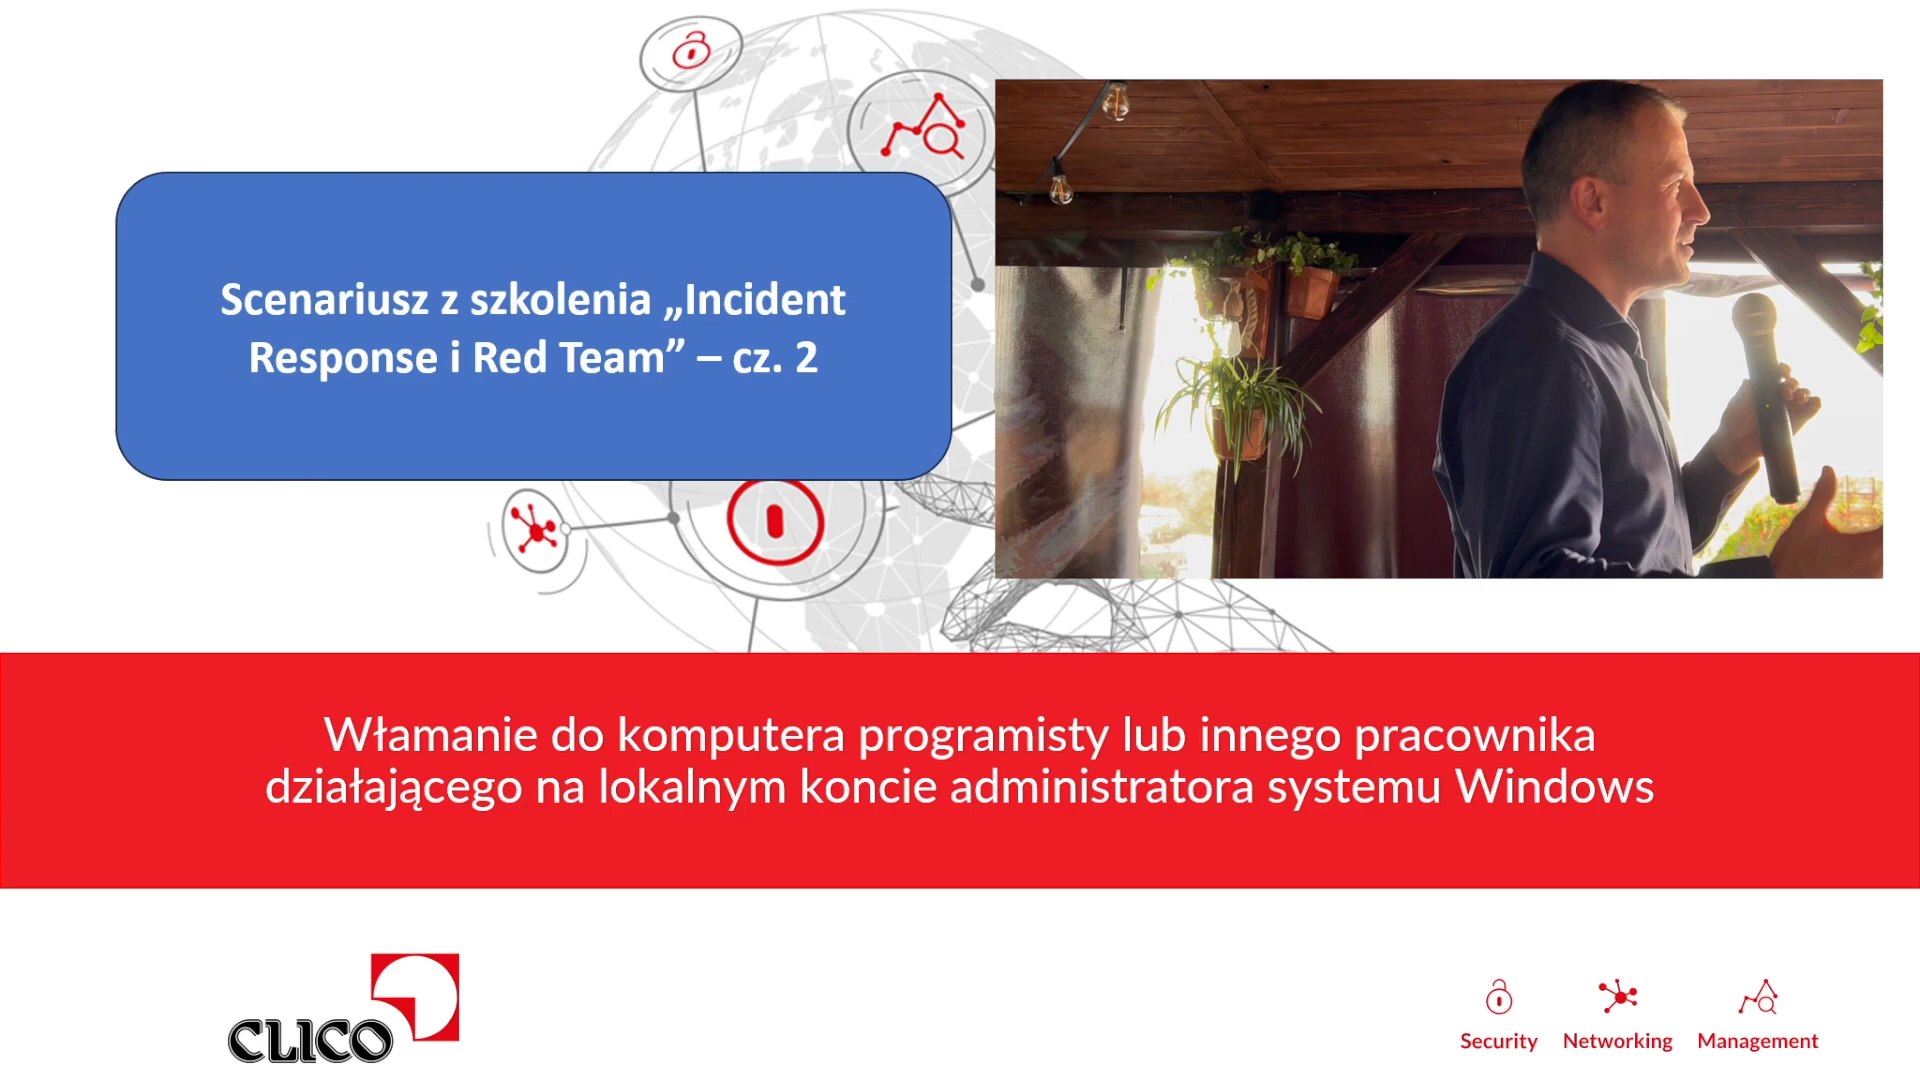 Scenariusz z szkolenia „Incident
Response i Red Team” – cz. 2
Włamanie do komputera programisty lub innego pracownika
działającego na lokalnym koncie administratora systemu Windows
CLICO
Security
Networking
Management